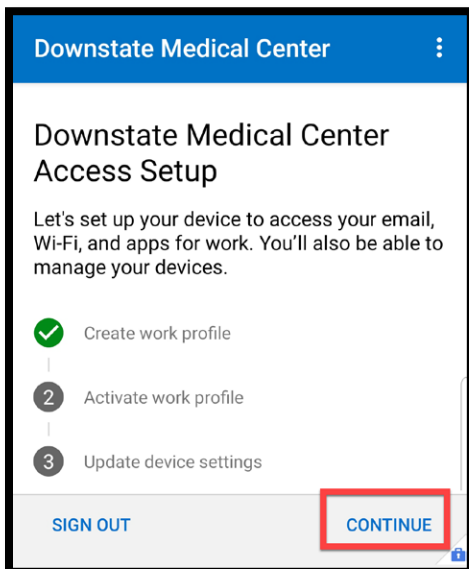 Downstate Medical Center
Downstate Medical Center
Access Setup
Let's set up your device to access your email,
Wi-Fi, and apps for work. You'll also be able to
manage your devices.
Create work profile
2 Activate work profile
3 Update device settings
SIGN OUT CONTINUE